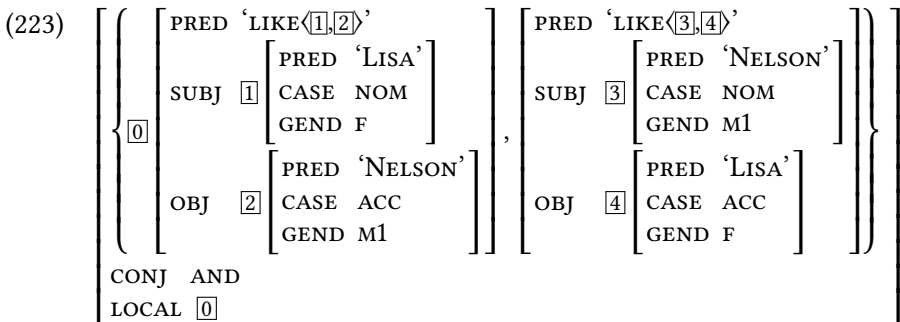 (223)
PRED ‘LIKE⟨1,2⟩’ PRED ‘LIKE⟨3,4⟩’
PRED ‘LISA’ PRED ‘NELSON’
0 SUBJ 1 CASE NOM , SUBJ 3 CASE NOM
GEND F GEND M1
PRED ‘NELSON’ PRED ‘LISA’
OBJ 2 CASE ACC OBJ 4 CASE ACC
GEND M1 GEND F
CONJ AND
LOCAL 0